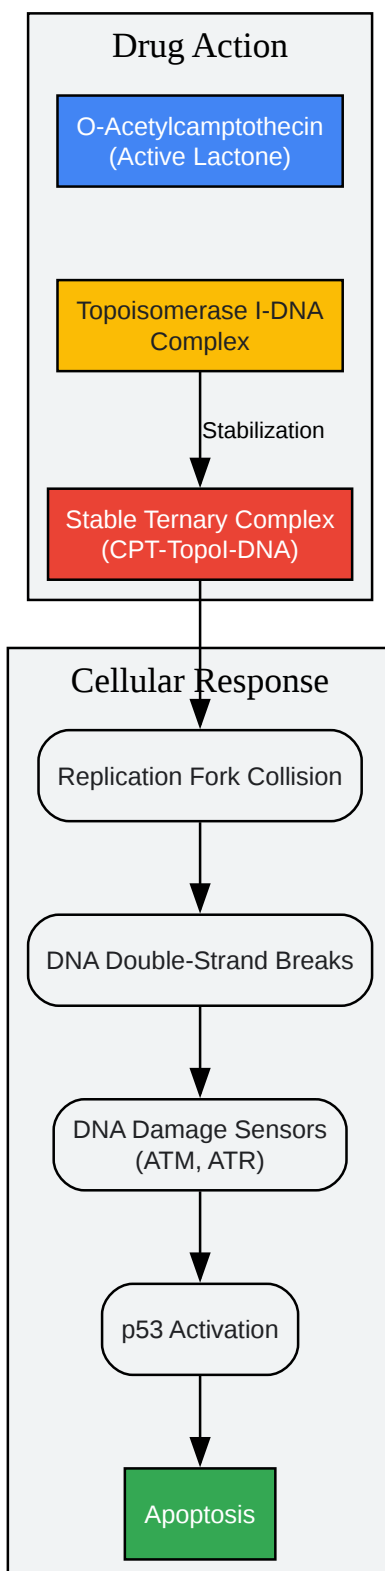 Drug Action
O-Acetylcamptothecin
(Active Lactone)
Topoisomerase I-DNA
Complex
Stabilization
Stable Ternary Complex
(CPT-TopoI-DNA)
Cellular Response
Replication Fork Collision
DNA Double-Strand Breaks
DNA Damage Sensors
(ATM, ATR)
p53 Activation
Apoptosis